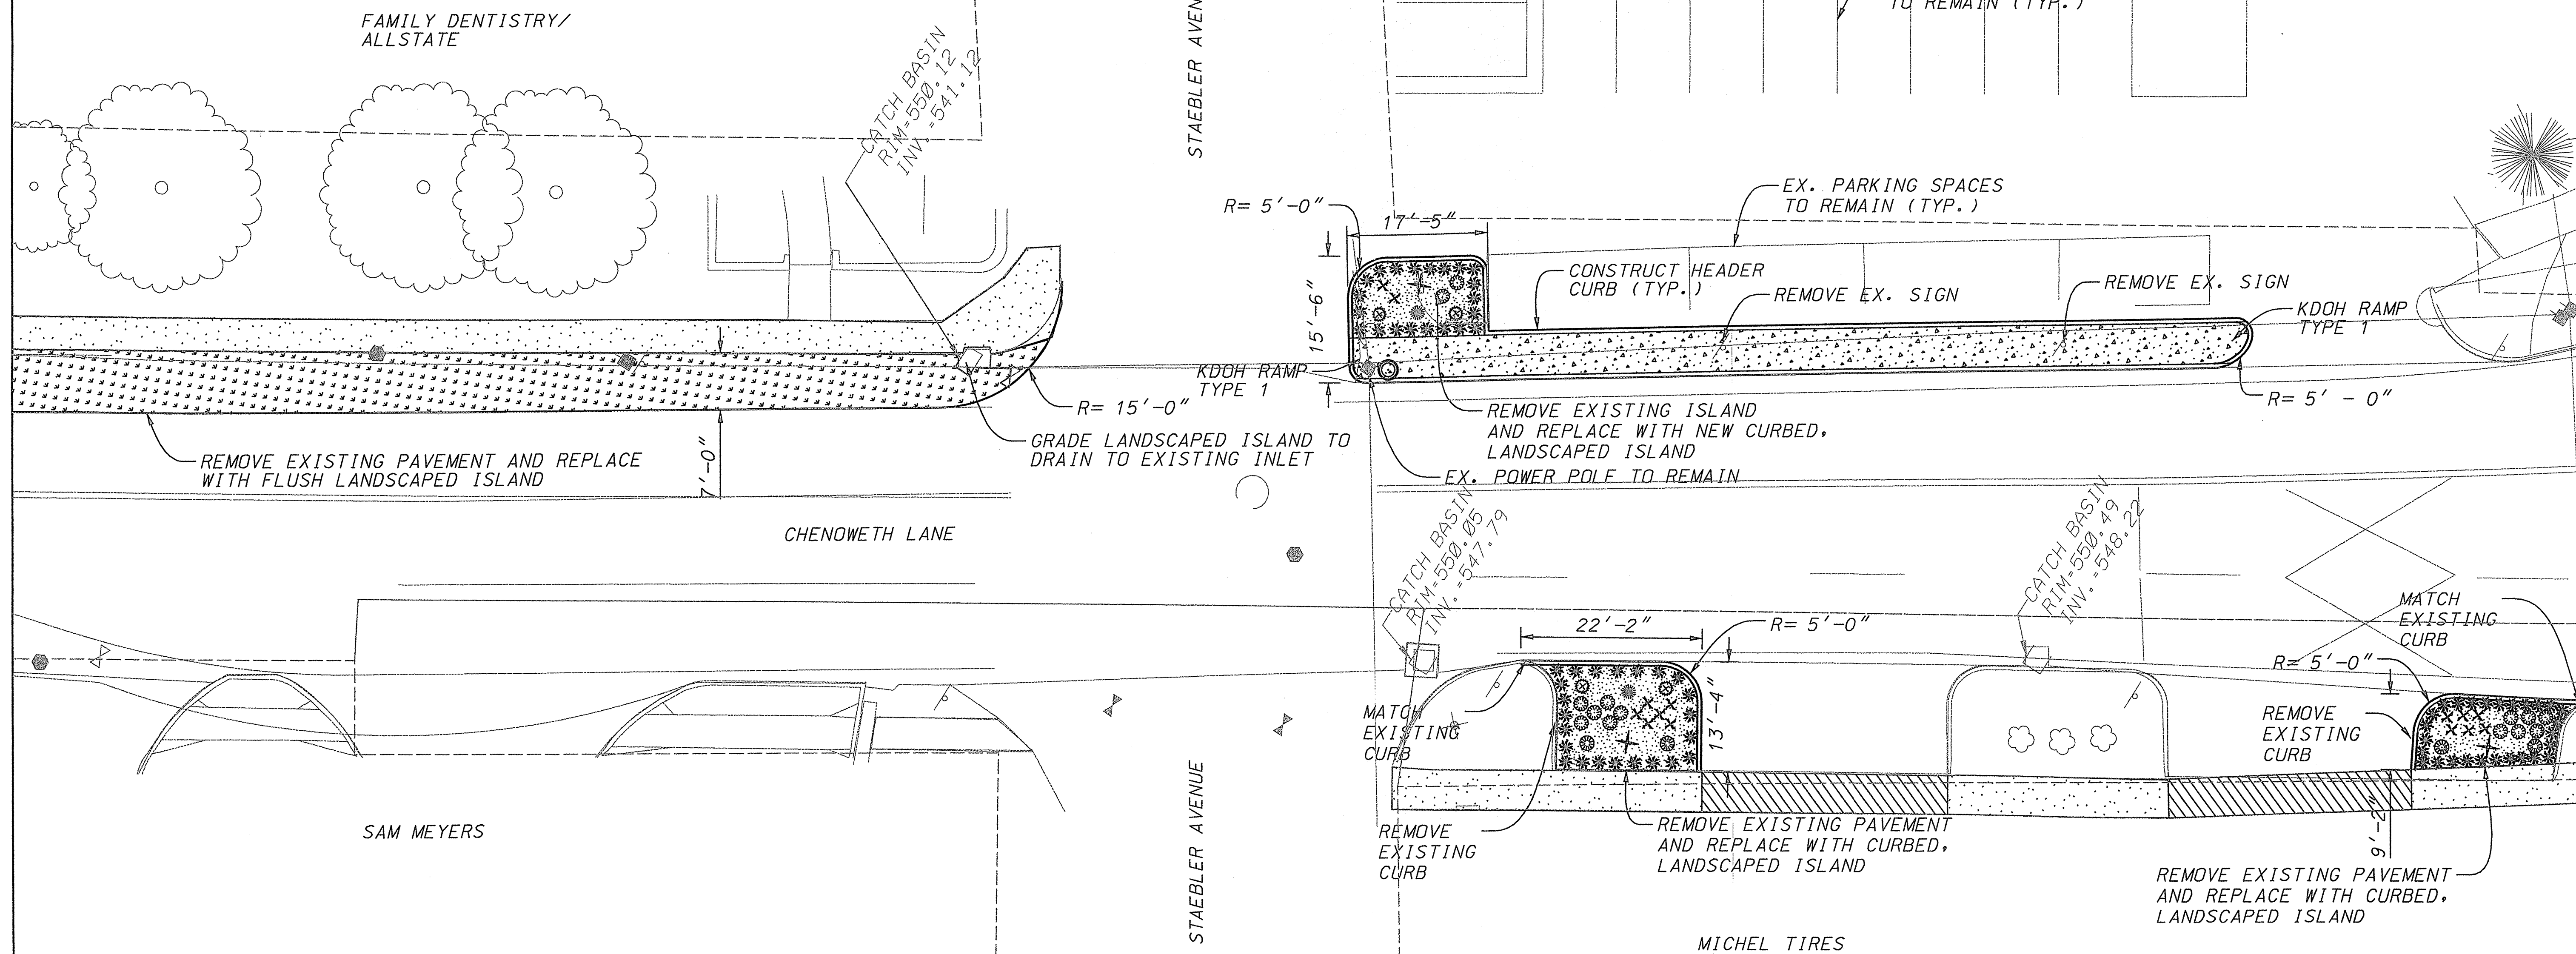 FAMILY DENTISTRY/
ALLSTATE
CATCH BASIN
RIM=550.12
INV.=541.12
STAEBLER AVEN
TO REMAIN (TYP.)
R= 5'-0"
17'-5"
15'-6"
EX. PARKING SPACES
TO REMAIN (TYP.)
CONSTRUCT HEADER
CURB (TYP.)
REMOVE EX. SIGN
REMOVE EX. SIGN
KDOH RAMP
TYPE 1
KDOH RAMP
TYPE 1
R= 15'-0"
R= 5' - 0"
7'-0"
REMOVE EXISTING PAVEMENT AND REPLACE
WITH FLUSH LANDSCAPED ISLAND
GRADE LANDSCAPED ISLAND TO
DRAIN TO EXISTING INLET
REMOVE EXISTING ISLAND
AND REPLACE WITH NEW CURBED,
LANDSCAPED ISLAND
EX. POWER POLE TO REMAIN
CHENOWETH LANE
CATCH BASIN
RIM=550.05
INV.=547.79
CATCH BASIN
RIM=550.49
INV.=548.22
22'-2"
R= 5'-0"
13'-4"
MATCH
EXISTING
CURB
MATCH
EXISTING
CURB
R= 5'-0"
REMOVE
EXISTING
CURB
9'-2"
SAM MEYERS
STAEBLER AVENUE
REMOVE
EXISTING
CURB
REMOVE EXISTING PAVEMENT
AND REPLACE WITH CURBED,
LANDSCAPED ISLAND
REMOVE EXISTING PAVEMENT
AND REPLACE WITH CURBED,
LANDSCAPED ISLAND
MICHEL TIRES